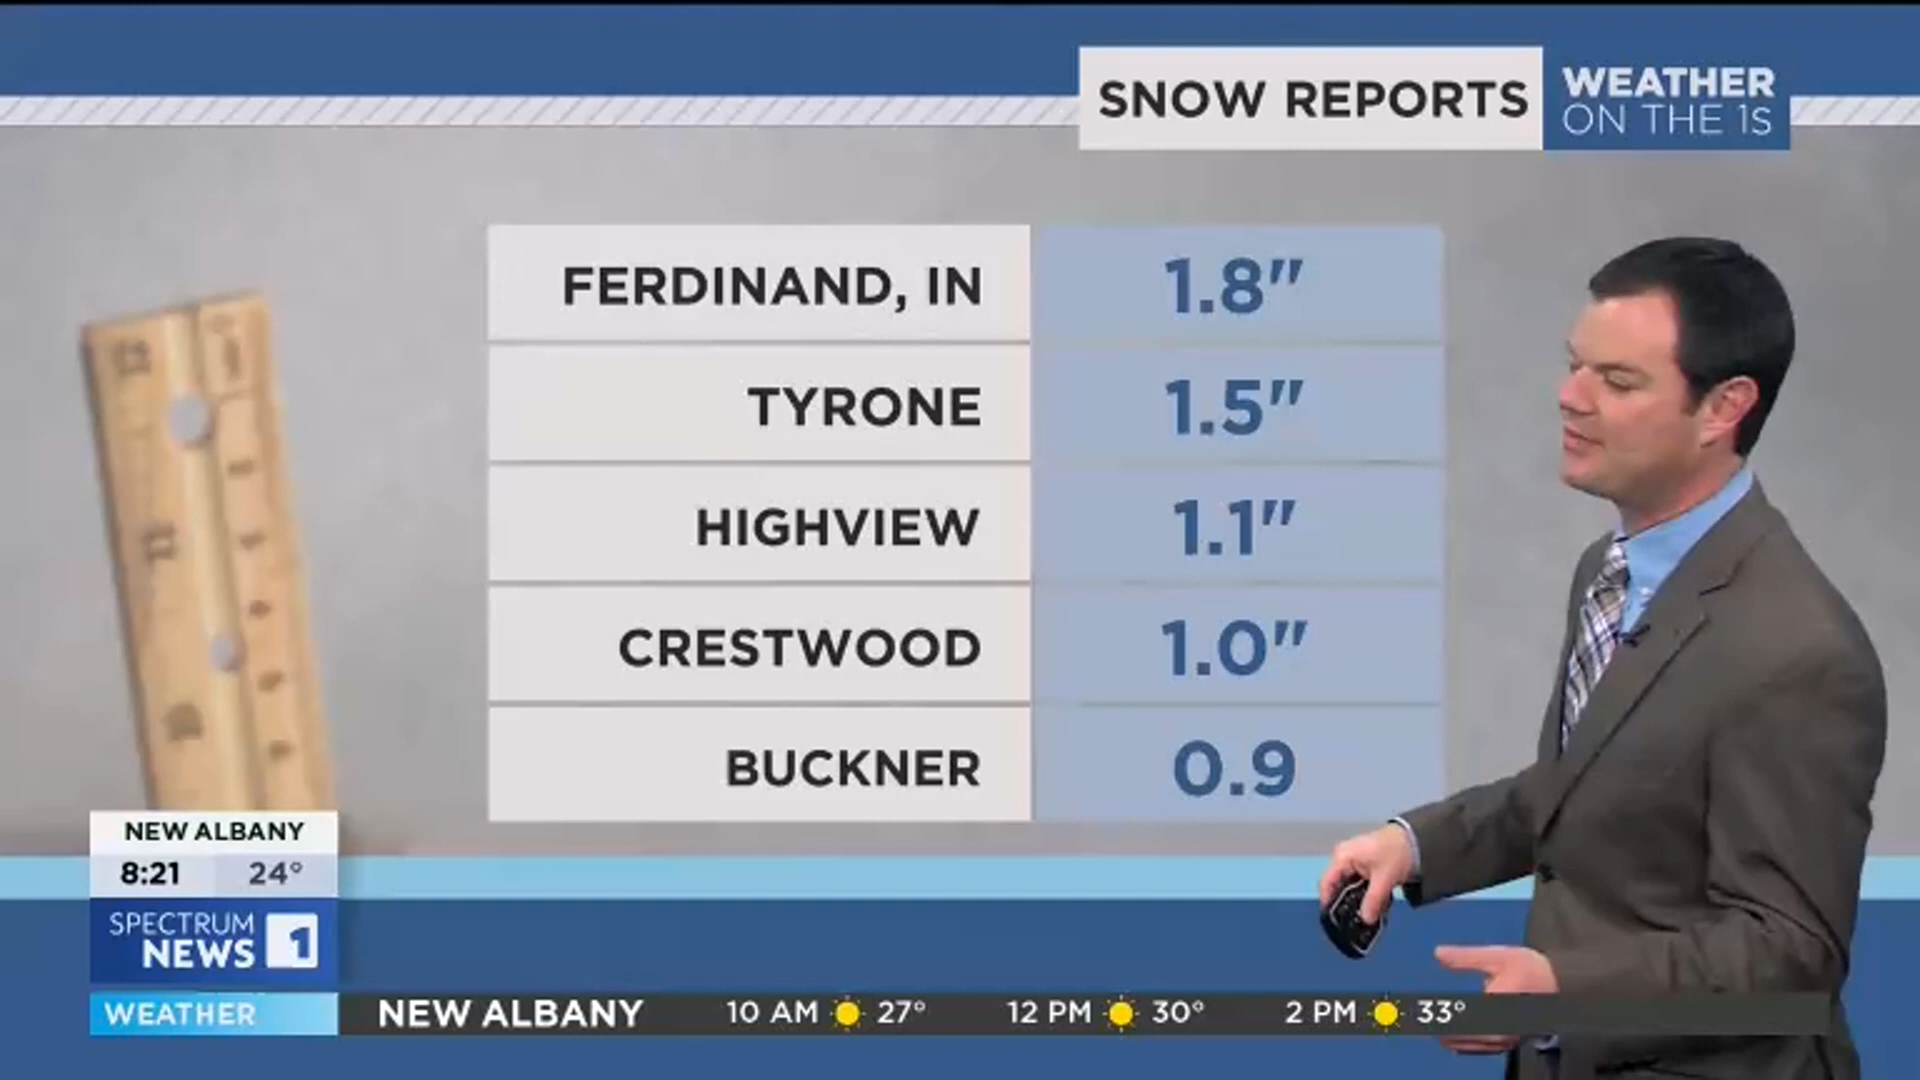 SNOW REPORTS
WEATHER
ON THE 1S
FERDINAND, IN 1.8"
TYRONE 1.5"
HIGHVIEW 1.1"
CRESTWOOD 1.0"
BUCKNER 0.9
NEW ALBANY
8:21 24°
SPECTRUM
NEWS 1
WEATHER NEW ALBANY 10 AM 27° 12 PM 30° 2 PM 33°